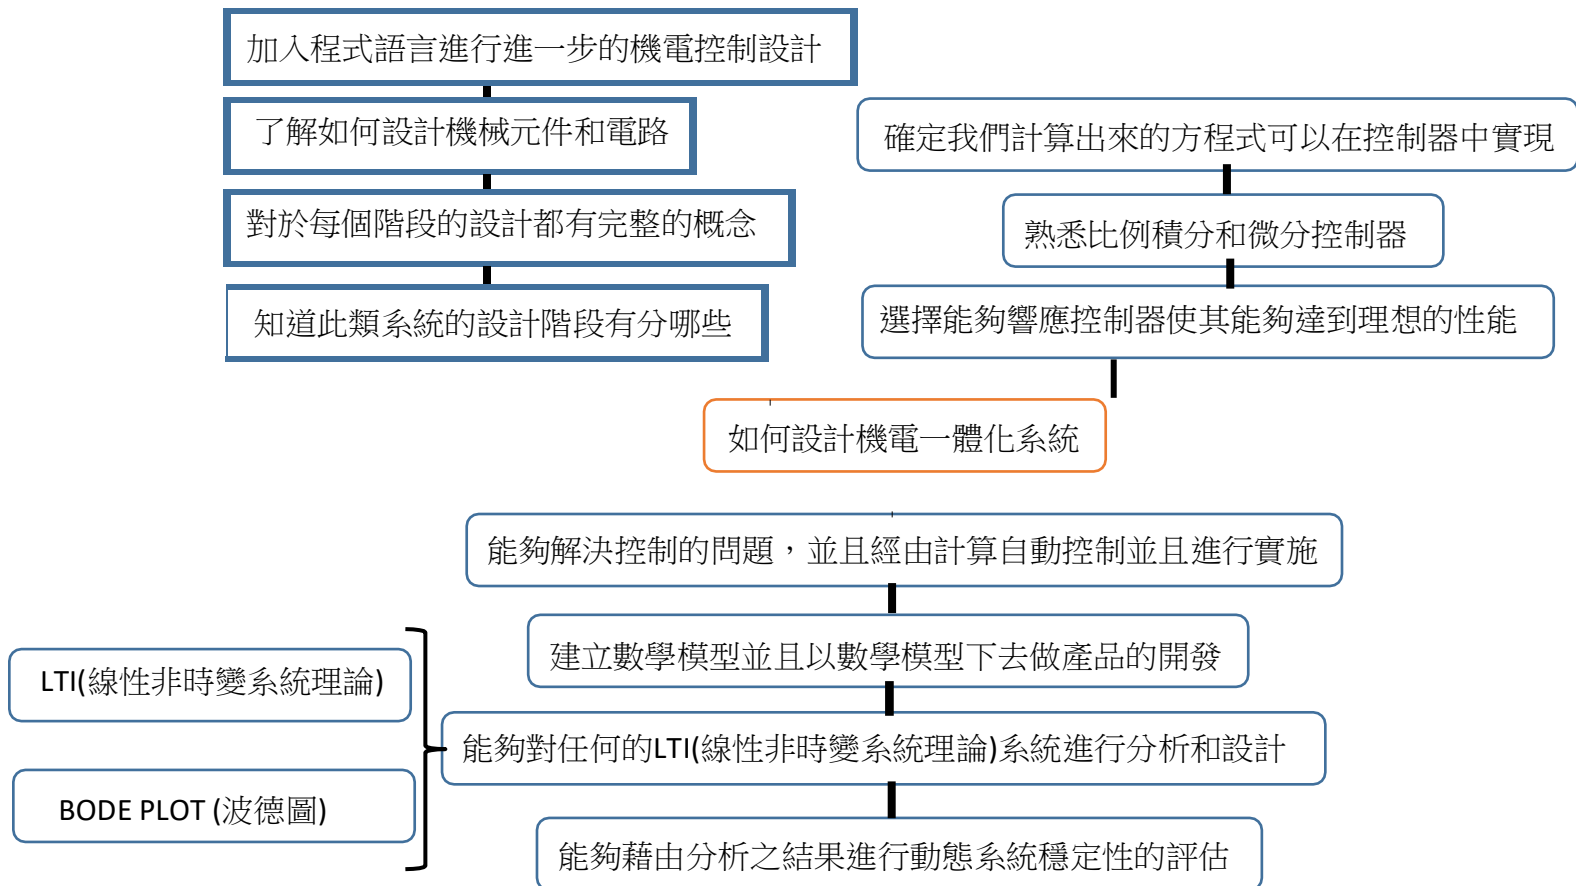 加入程式語言進行進一步的機電控制設計
了解如何設計機械元件和電路
對於每個階段的設計都有完整的概念
知道此類系統的設計階段有分哪些
確定我們計算出來的方程式可以在控制器中實現
熟悉比例積分和微分控制器
選擇能夠響應控制器使其能夠達到理想的性能
如何設計機電一體化系統
能夠解決控制的問題，並且經由計算自動控制並且進行實施
建立數學模型並且以數學模型下去做產品的開發
LTI(線性非時變系統理論)
能夠對任何的LTI(線性非時變系統理論)系統進行分析和設計
BODE PLOT (波德圖)
能夠藉由分析之結果進行動態系統穩定性的評估